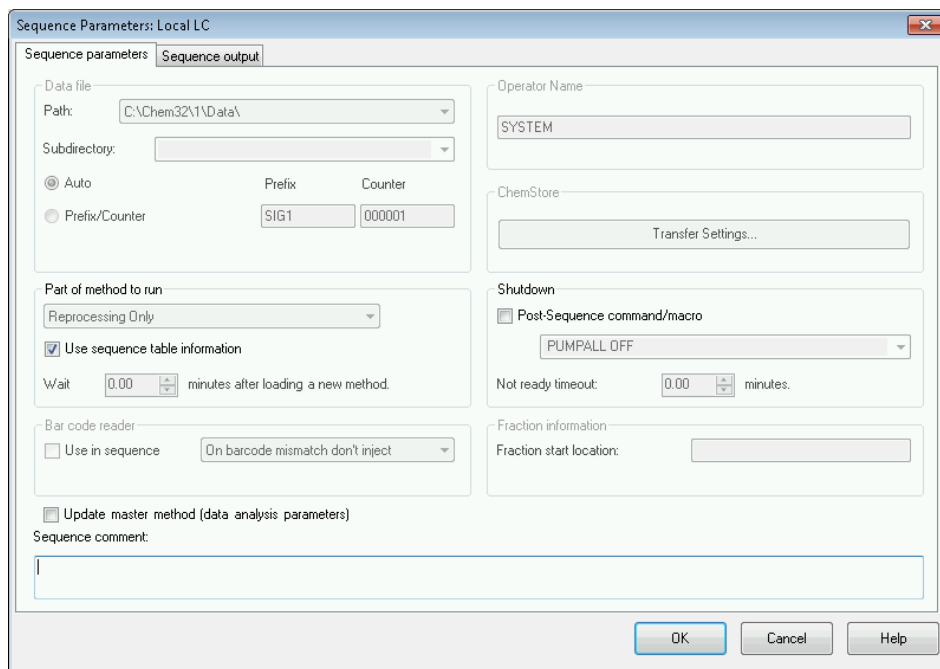 Sequence Parameters: Local LC
Sequence parameters
Sequence output
Data file
Path:
C:\Chem32\1\Data\
Subdirectory:
Auto
Prefix
Counter
Prefix/Counter
SIG1
000001
Operator Name
SYSTEM
ChemStore
Transfer Settings...
Part of method to run
Reprocessing Only
Use sequence table information
Wait 0.00 minutes after loading a new method.
Shutdown
Post-Sequence command/macro
PUMPALL OFF
Not ready timeout: 0.00 minutes.
Bar code reader
Use in sequence
On barcode mismatch don't inject
Fraction information
Fraction start location:
Update master method (data analysis parameters)
Sequence comment:
OK
Cancel
Help